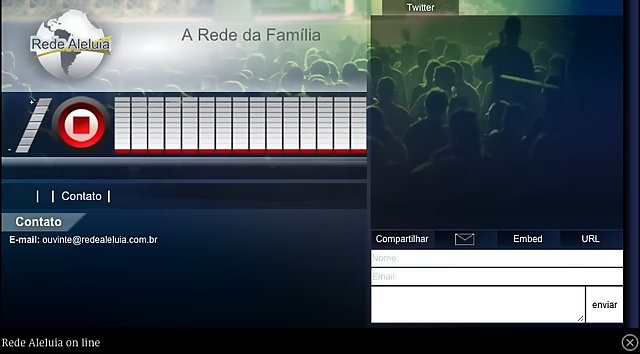 Twitter
Rede Aleluia
A Rede da Família
+
-
| | Contato |
Contato
E-mail: ouvinte@redealeluia.com.br
Compartilhar
Embed
URL
Nome:
Email:
enviar
Rede Aleluia on line